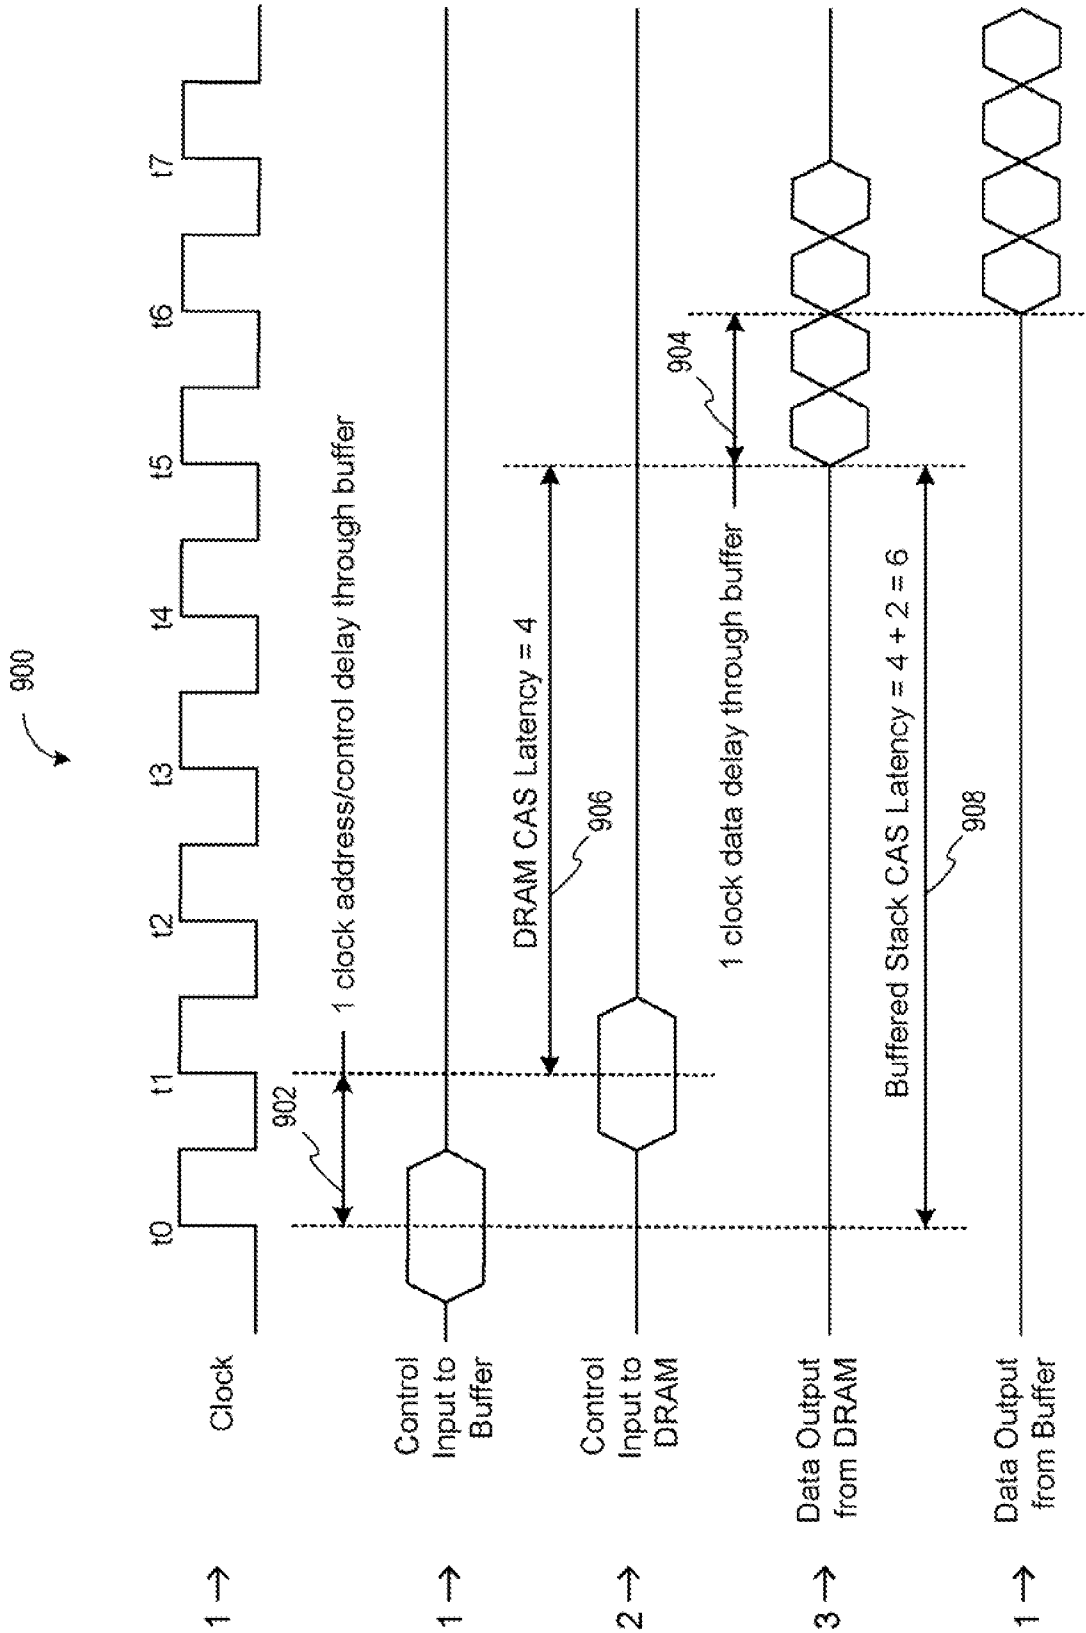 900
t0 t1 t2 t3 t4 t5 t6 t7
1 → Clock
902
1 clock address/control delay through buffer
1 → Control
Input to
Buffer
DRAM CAS Latency = 4
906
2 → Control
Input to
DRAM
904
1 clock data delay through buffer
3 → Data Output
from DRAM
Buffered Stack CAS Latency = 4 + 2 = 6
908
1 → Data Output
from Buffer